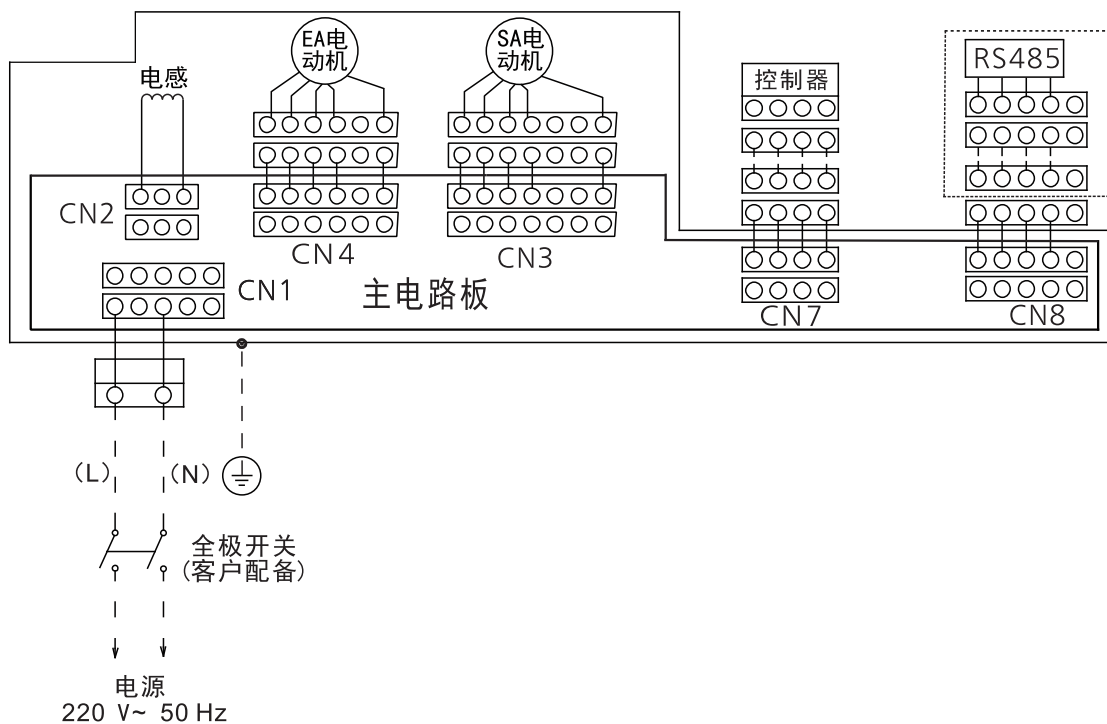 EA电
动机
SA电
动机
RS485
电感
控制器
CN2
CN4
CN3
CN1
主电路板
CN7
CN8
(L)
(N)
全极开关
(客户配备)
电源
220 V~ 50 Hz